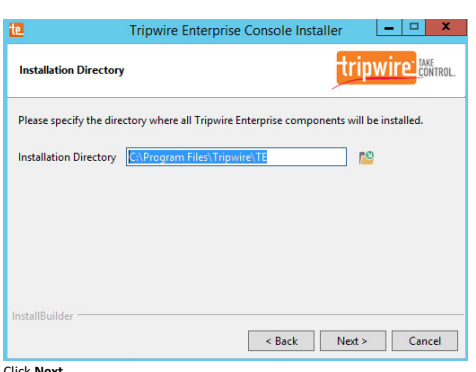 te
Tripwire Enterprise Console Installer
Installation Directory
tripwire TAKE CONTROL.
Please specify the directory where all Tripwire Enterprise components will be installed.
Installation Directory C:\Program Files\Tripwire\TE
InstallBuilder
< Back Next > Cancel
Click Next